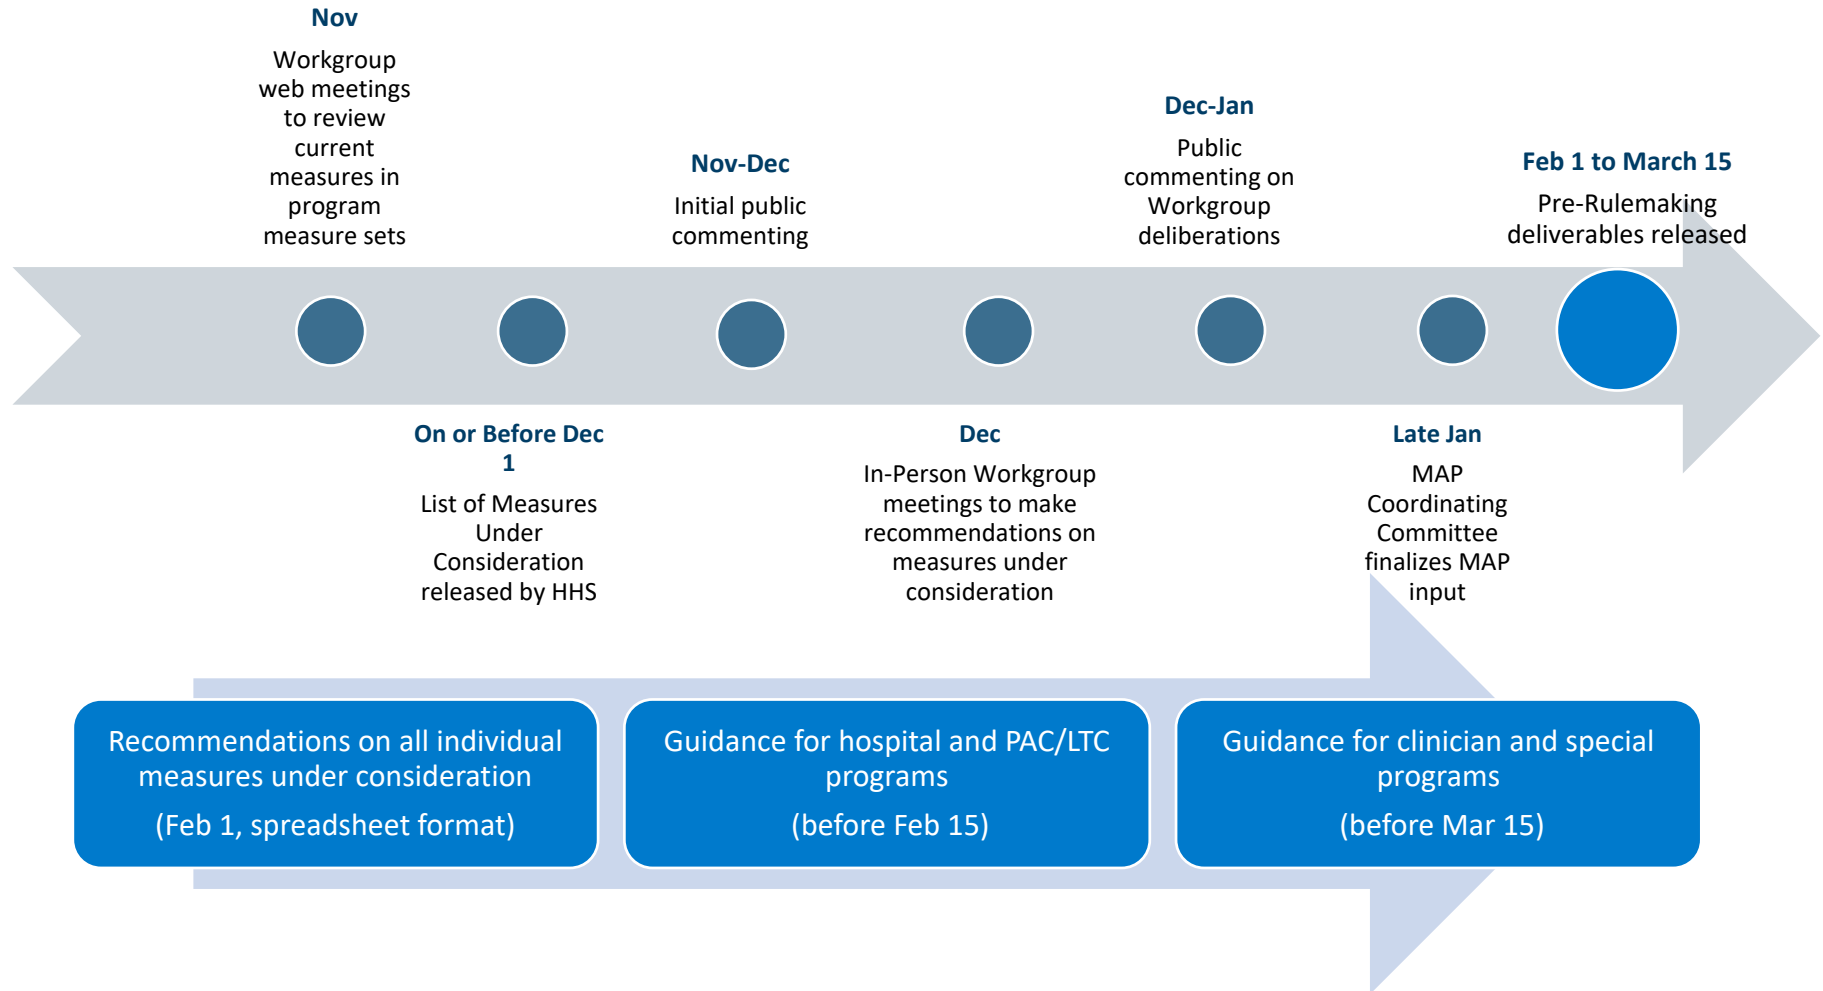 Nov
Workgroup
web meetings
to review
current
measures in
program
measure sets
On or Before Dec
1
List of Measures
Under
Consideration
released by HHS
Nov-Dec
Initial public
commenting
Dec
In-Person Workgroup
meetings to make
recommendations on
measures under
consideration
Dec-Jan
Public
commenting on
Workgroup
deliberations
Late Jan
MAP
Coordinating
Committee
finalizes MAP
input
Feb 1 to March 15
Pre-Rulemaking
deliverables released
Recommendations on all individual
measures under consideration
(Feb 1, spreadsheet format)
Guidance for hospital and PAC/LTC
programs
(before Feb 15)
Guidance for clinician and special
programs
(before Mar 15)